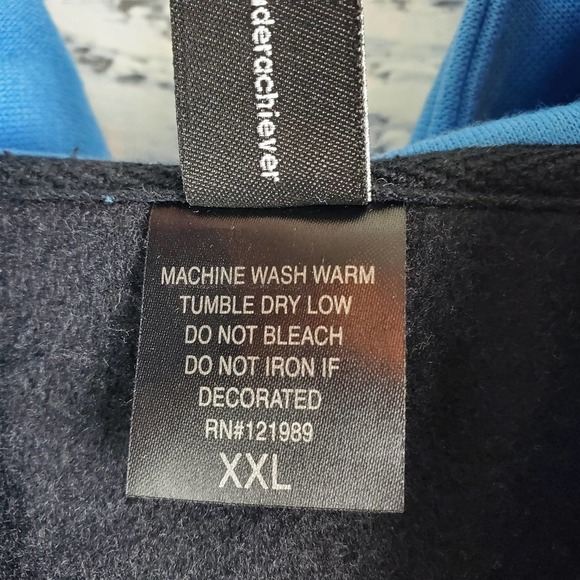 nderachiever
MACHINE WASH WARM
TUMBLE DRY LOW
DO NOT BLEACH
DO NOT IRON IF
DECORATED
RN#121989
XXL